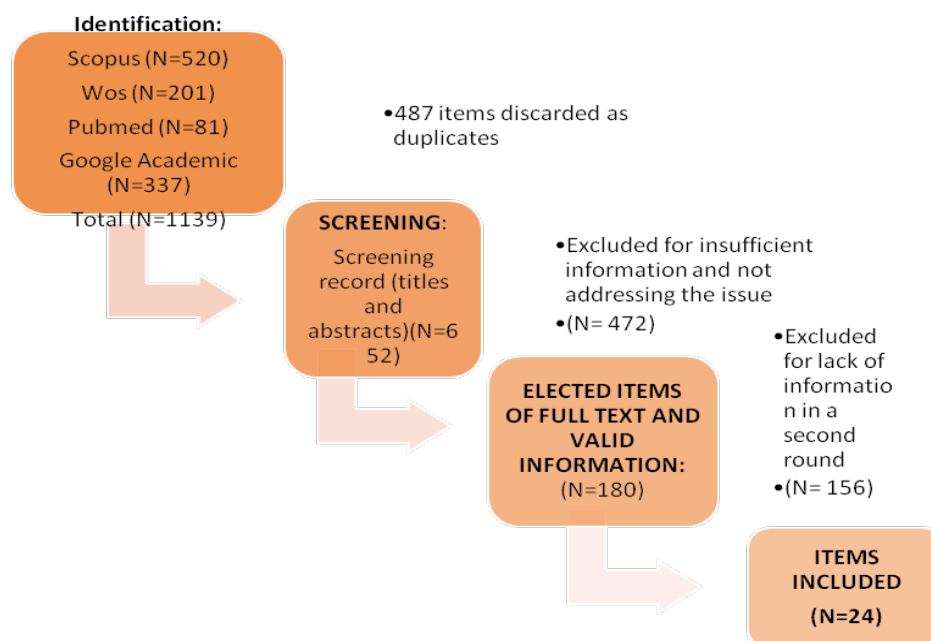 Identification:
Scopus (N=520)
Wos (N=201)
Pubmed (N=81)
Google Academic
(N=337)
Total (N=1139)
•487 items discarded as
duplicates
SCREENING:
Screening
record (titles
and
abstracts)(N=6
52)
•Excluded for insufficient
information and not
addressing the issue
•(N= 472)
ELECTED ITEMS
OF FULL TEXT AND
VALID
INFORMATION:
(N=180)
•Excluded
for lack of
informatio
n in a
second
round
•(N= 156)
ITEMS
INCLUDED
(N=24)